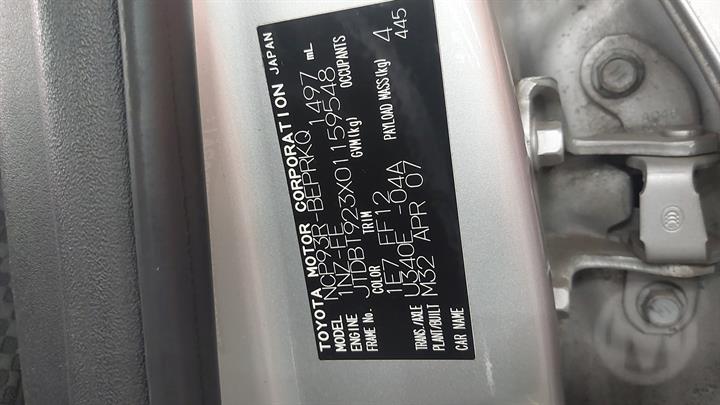 TOYOTA MOTOR CORPORATION JAPAN
MODEL NCP93R-BEPRKQ 1497 mL
ENGINE 1NZ-FE
FRAME No. JTDBT923X01159548
GVM(kg) OCCUPANTS
COLOR TRIM PAYLOAD MASS(kg) 4
1E7 EF12 445
TRANS./AXLE U340E -04A
PLANT/BUILT M32 APR 07
CAR NAME